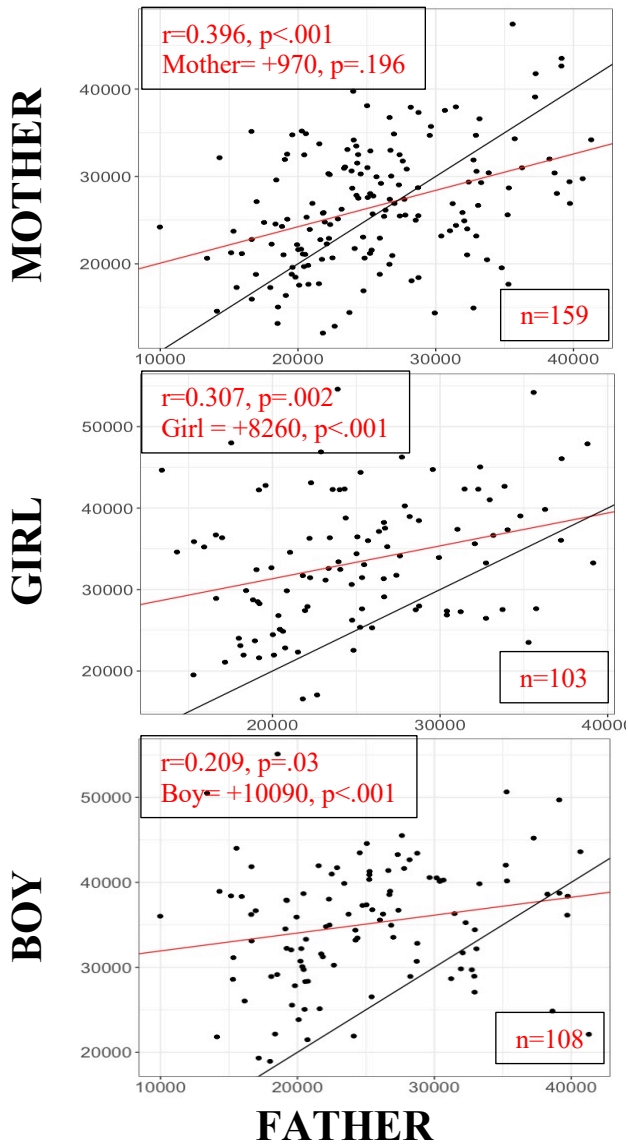 MOTHER
r=0.396, p<.001
Mother= +970, p=.196
40000
30000
20000
n=159
10000 20000 30000 40000
GIRL
r=0.307, p=.002
Girl = +8260, p<.001
50000
40000
30000
20000
n=103
20000 30000 40000
BOY
r=0.209, p=.03
Boy= +10090, p<.001
50000
40000
30000
20000
n=108
10000 20000 30000 40000
FATHER